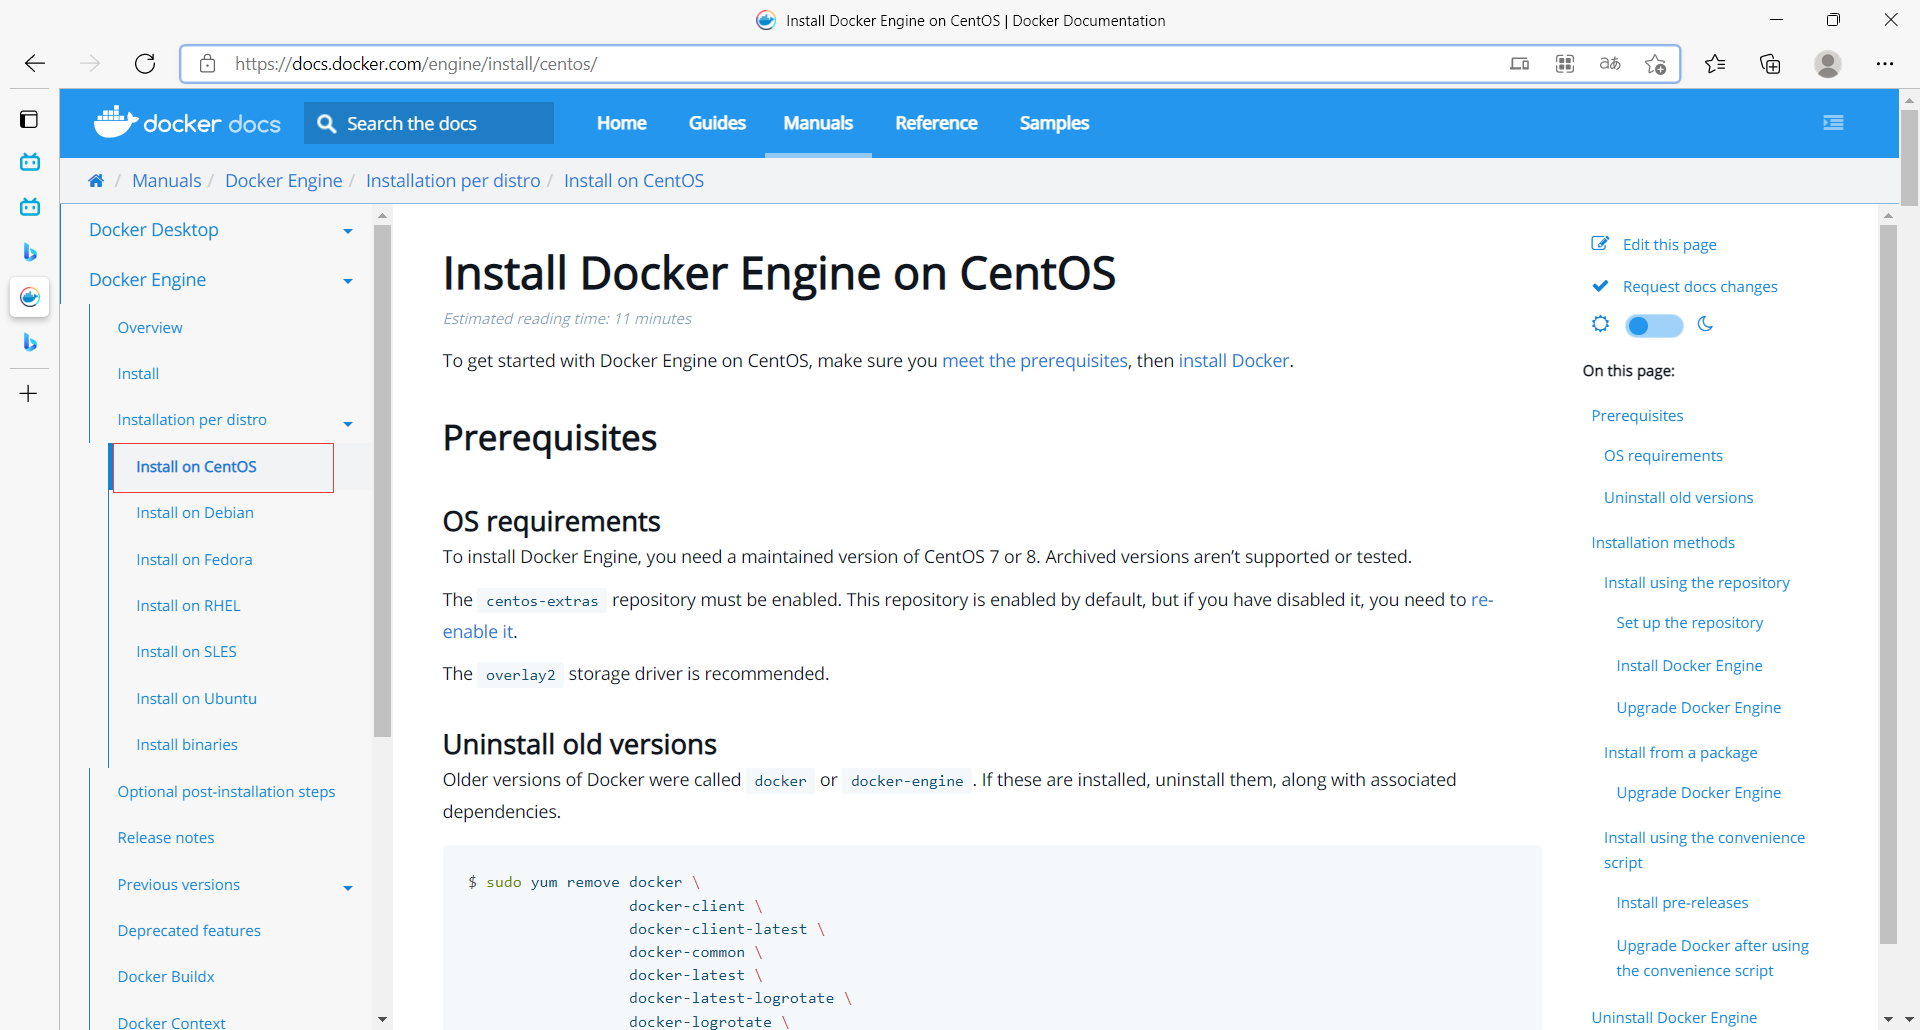 Install Docker Engine on CentOS | Docker Documentation
https://docs.docker.com/engine/install/centos/
aあ
docker docs
Search the docs
Home
Guides
Manuals
Reference
Samples
/ Manuals / Docker Engine / Installation per distro / Install on CentOS
Docker Desktop
Docker Engine
Overview
Install
Installation per distro
Install on CentOS
Install on Debian
Install on Fedora
Install on RHEL
Install on SLES
Install on Ubuntu
Install binaries
Optional post-installation steps
Release notes
Previous versions
Deprecated features
Docker Buildx
Docker Context
Install Docker Engine on CentOS
Estimated reading time: 11 minutes
To get started with Docker Engine on CentOS, make sure you meet the prerequisites, then install Docker.
Prerequisites
OS requirements
To install Docker Engine, you need a maintained version of CentOS 7 or 8. Archived versions aren't supported or tested.
The centos-extras repository must be enabled. This repository is enabled by default, but if you have disabled it, you need to re-
enable it.
The overlay2 storage driver is recommended.
Uninstall old versions
Older versions of Docker were called docker or docker-engine . If these are installed, uninstall them, along with associated
dependencies.
$ sudo yum remove docker \
docker-client \
docker-client-latest \
docker-common \
docker-latest \
docker-latest-logrotate \
docker-logrotate \
Edit this page
Request docs changes
On this page:
Prerequisites
OS requirements
Uninstall old versions
Installation methods
Install using the repository
Set up the repository
Install Docker Engine
Upgrade Docker Engine
Install from a package
Upgrade Docker Engine
Install using the convenience
script
Install pre-releases
Upgrade Docker after using
the convenience script
Uninstall Docker Engine